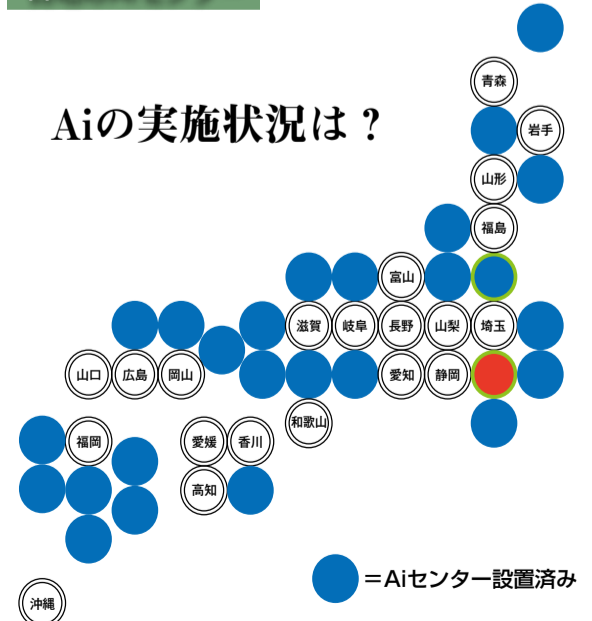 Aiの実施状況は？
青森
岩手
山形
福島
富山
滋賀
岐阜
長野
山梨
埼玉
山口
広島
岡山
愛知
静岡
和歌山
福岡
愛媛
香川
高知
沖縄
＝Aiセンター設置済み